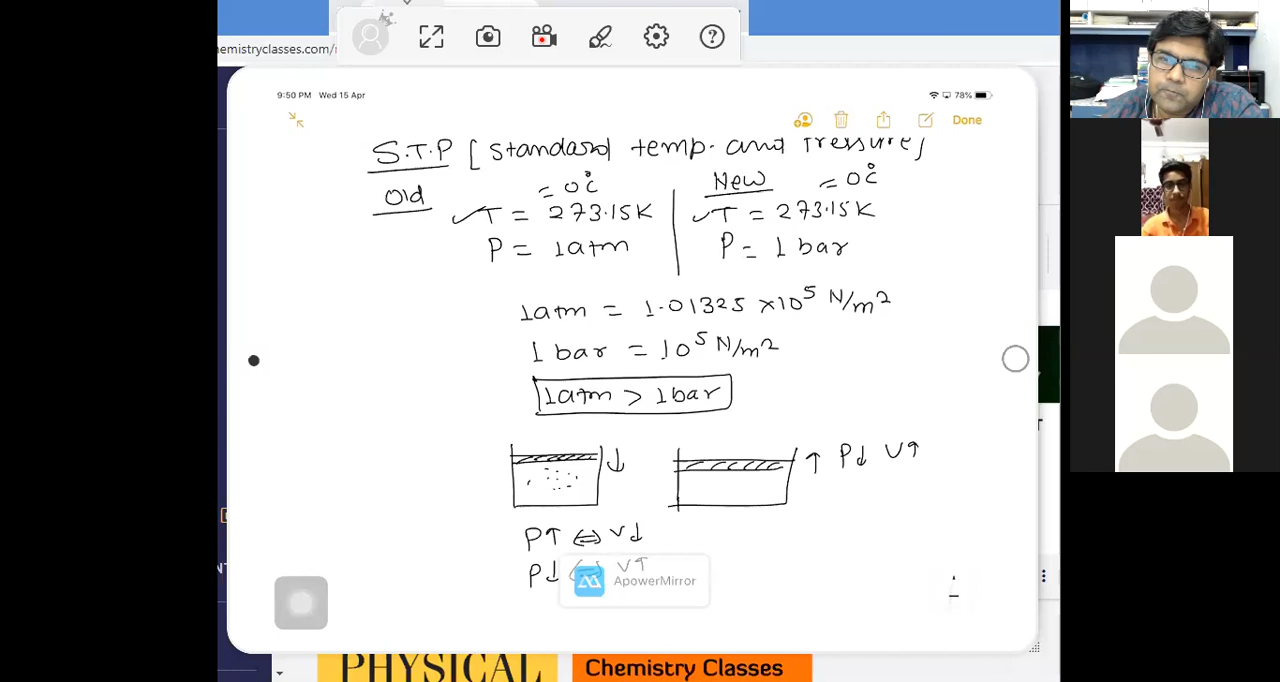 emistryclasses.com/
9:50 PM Wed 15 Apr
78%
Done
S.T.P [Standard temp. and Pressure]
Old
= 0°C
New
= 0°C
✓T = 273.15K
✓T = 273.15K
P = 1atm
P = 1 bar
1atm = 1.01325 ×10⁵ N/m²
1 bar = 10⁵ N/m²
1atm > 1bar
↓
↑ P↓ V↑
P↑ ⇔ V↓
P↓ V↑
ApowerMirror
PHYSICAL
Chemistry Classes